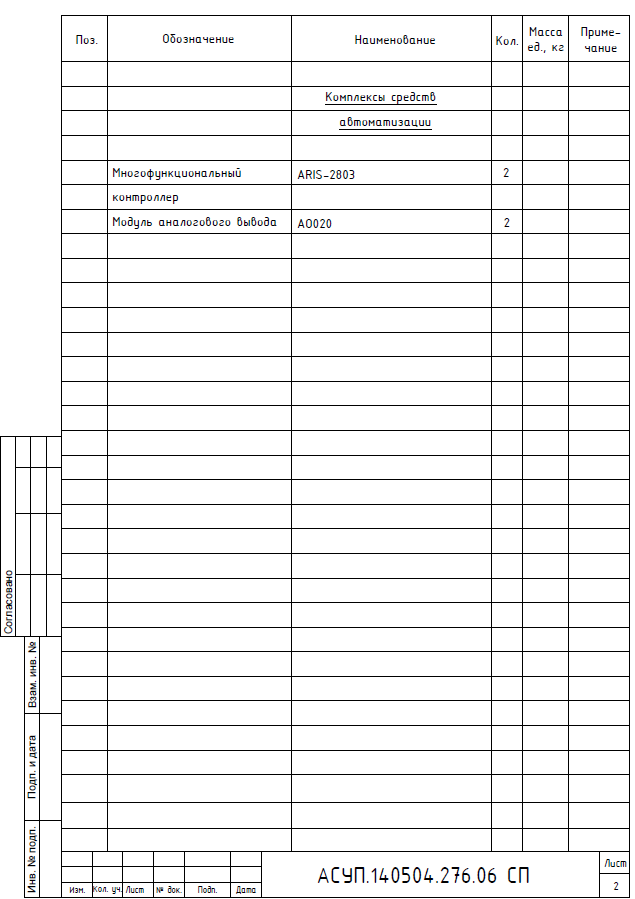 Поз.
Обозначение
Наименование
Кол.
Масса
ед., кг
Приме-
чание
Комплексы средств
автоматизации
Многофункциональный
ARIS-2803
2
контроллер
Модуль аналогового вывода
AO020
2
Согласовано
Взам. инв. №
Подп. и дата
Инв. № подп.
Изм.
Кол. уч.
Лист
№ док.
Подп.
Дата
АСУП.140504.276.06 СП
Лист
2